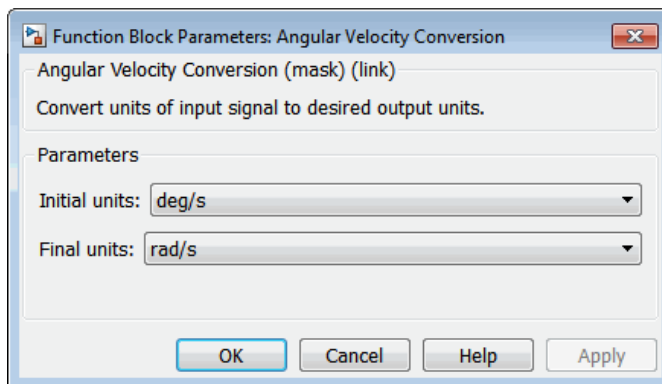 Function Block Parameters: Angular Velocity Conversion
Angular Velocity Conversion (mask) (link)
Convert units of input signal to desired output units.
Parameters
Initial units: deg/s
Final units: rad/s
OK Cancel Help Apply